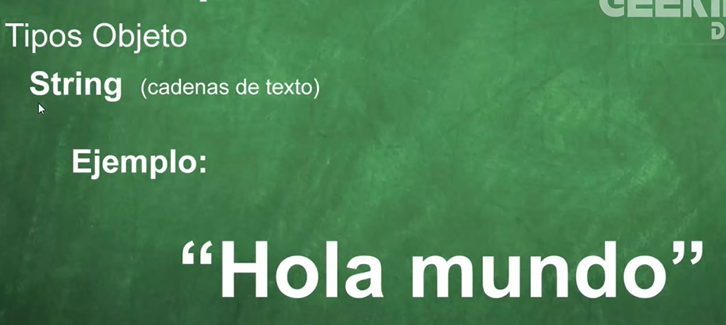 Tipos Objeto
String (cadenas de texto)
Ejemplo:
“Hola mundo”